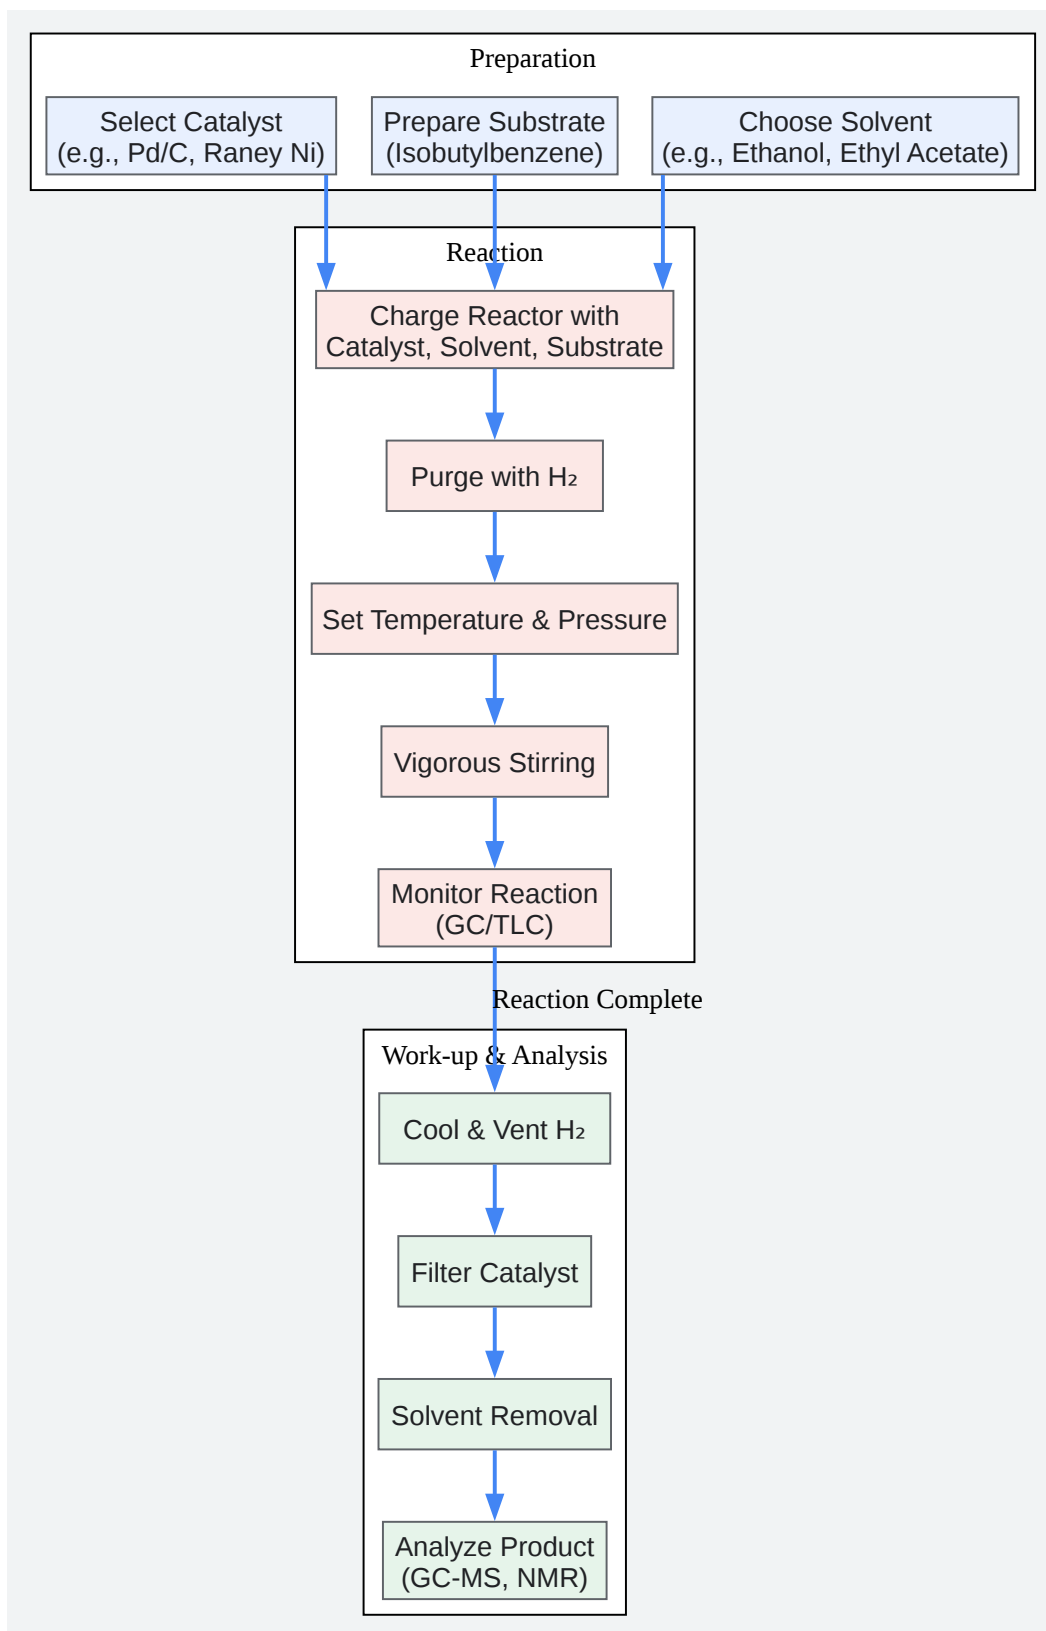 Preparation
Select Catalyst
(e.g., Pd/C, Raney Ni)
Prepare Substrate
(Isobutylbenzene)
Choose Solvent
(e.g., Ethanol, Ethyl Acetate)
Reaction
Charge Reactor with
Catalyst, Solvent, Substrate
Purge with H₂
Set Temperature & Pressure
Vigorous Stirring
Monitor Reaction
(GC/TLC)
Reaction Complete
Work-up & Analysis
Cool & Vent H₂
Filter Catalyst
Solvent Removal
Analyze Product
(GC-MS, NMR)